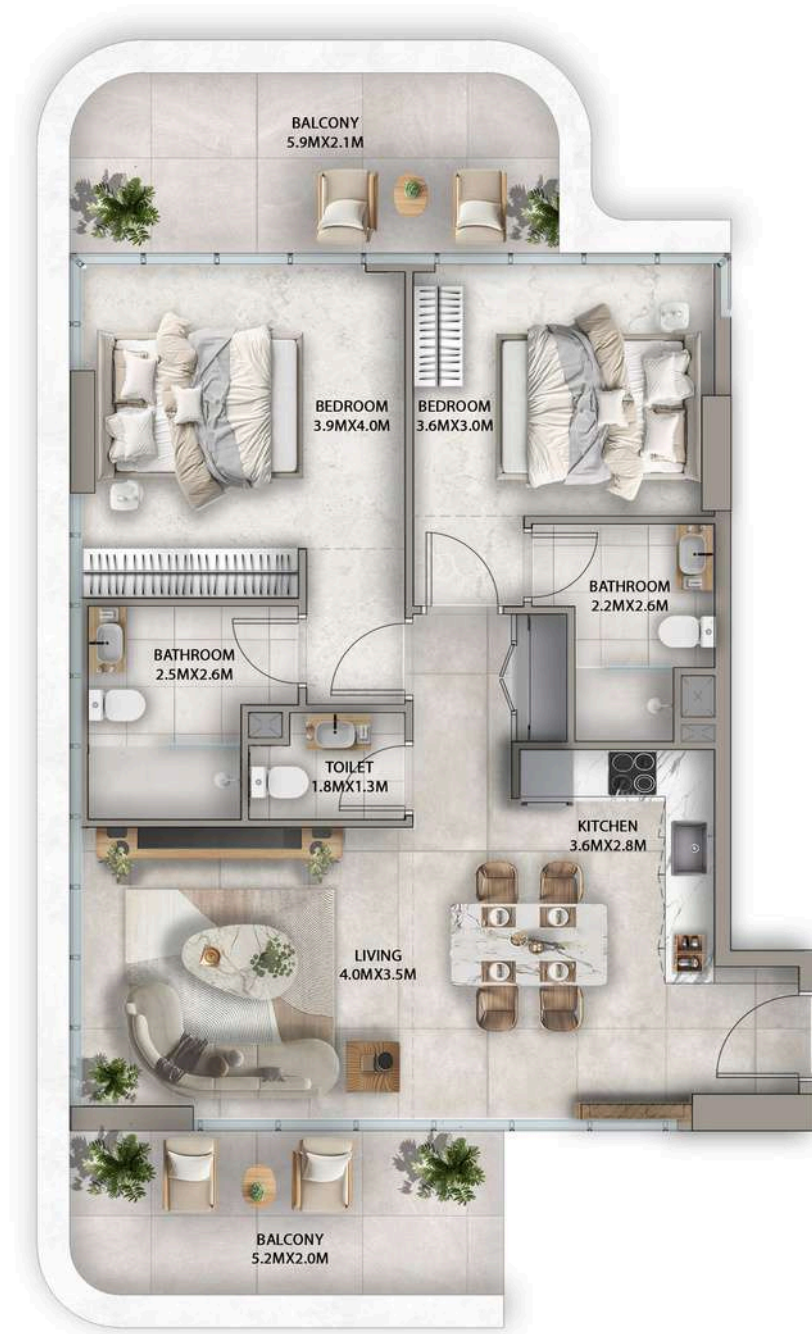 BALCONY
5.9MX2.1M
BEDROOM
3.9MX4.0M
BEDROOM
3.6MX3.0M
BATHROOM
2.2MX2.6M
BATHROOM
2.5MX2.6M
TOILET
1.8MX1.3M
KITCHEN
3.6MX2.8M
LIVING
4.0MX3.5M
BALCONY
5.2MX2.0M